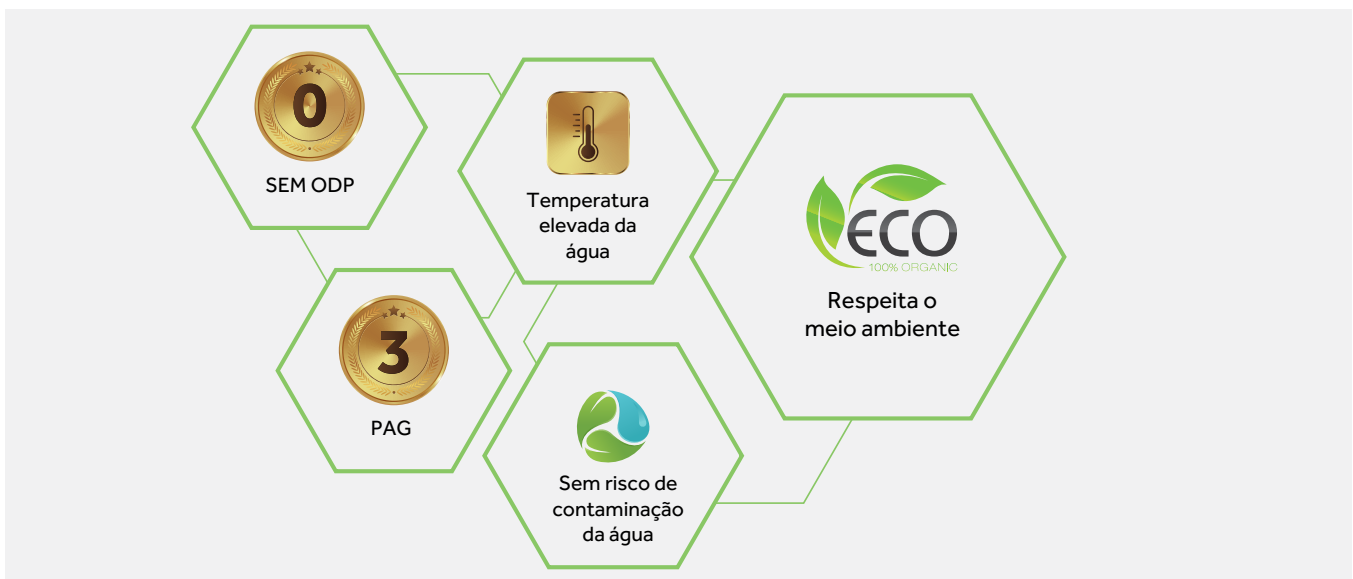 0
SEM ODP
3
PAG
Temperatura
elevada da
água
Sem risco de
contaminação
da água
ECO
100% ORGANIC
Respeita o
meio ambiente